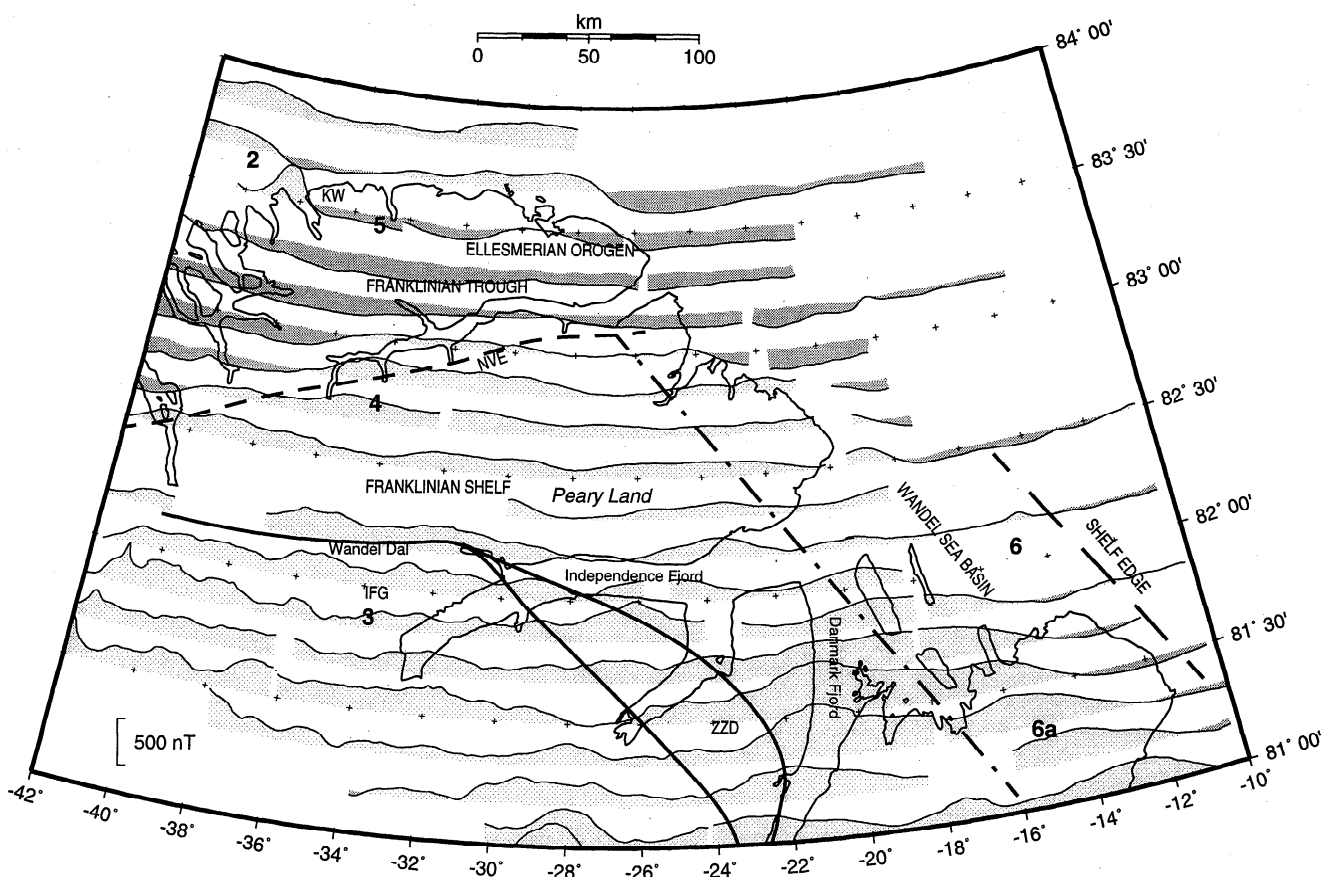 km
0 50 100
84° 00'
83° 30'
83° 00'
82° 30'
82° 00'
81° 30'
81° 00'
2
KW
5
ELLESMERIAN OROGEN
FRANKLINIAN TROUGH
NVE
4
FRANKLINIAN SHELF
Peary Land
WANDEL SEA BASIN
6
SHELF EDGE
Wandel Dal
Independence Fjord
IFG
3
Danmark Fjord
ZZD
6a
500 nT
-42° -40° -38° -36° -34° -32° -30° -28° -26° -24° -22° -20° -18° -16° -14° -12° -10°